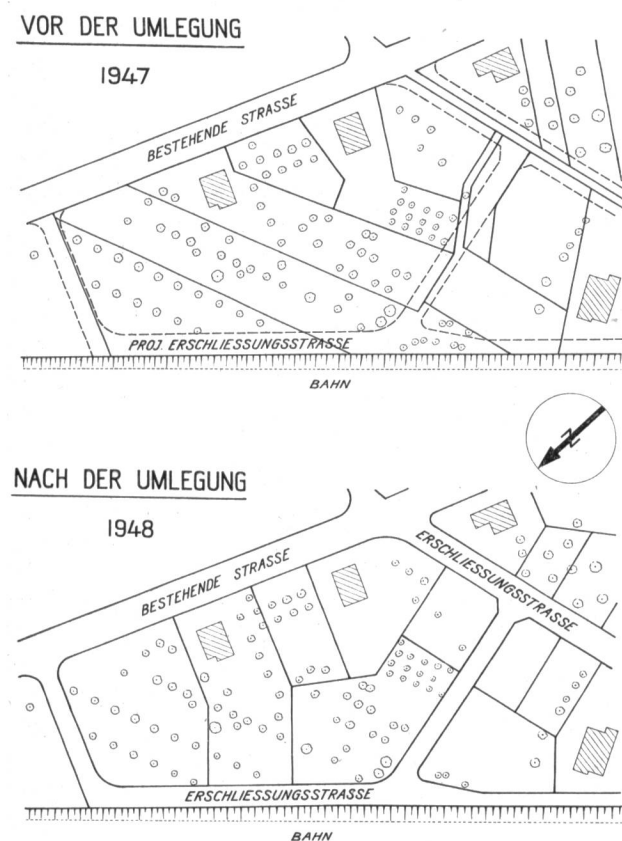 VOR DER UMLEGUNG
1947
BESTEHENDE STRASSE
PROJ. ERSCHLIESSUNGSSTRASSE
BAHN
N
NACH DER UMLEGUNG
1948
BESTEHENDE STRASSE
ERSCHLIESSUNGSSTRASSE
ERSCHLIESSUNGSSTRASSE
BAHN